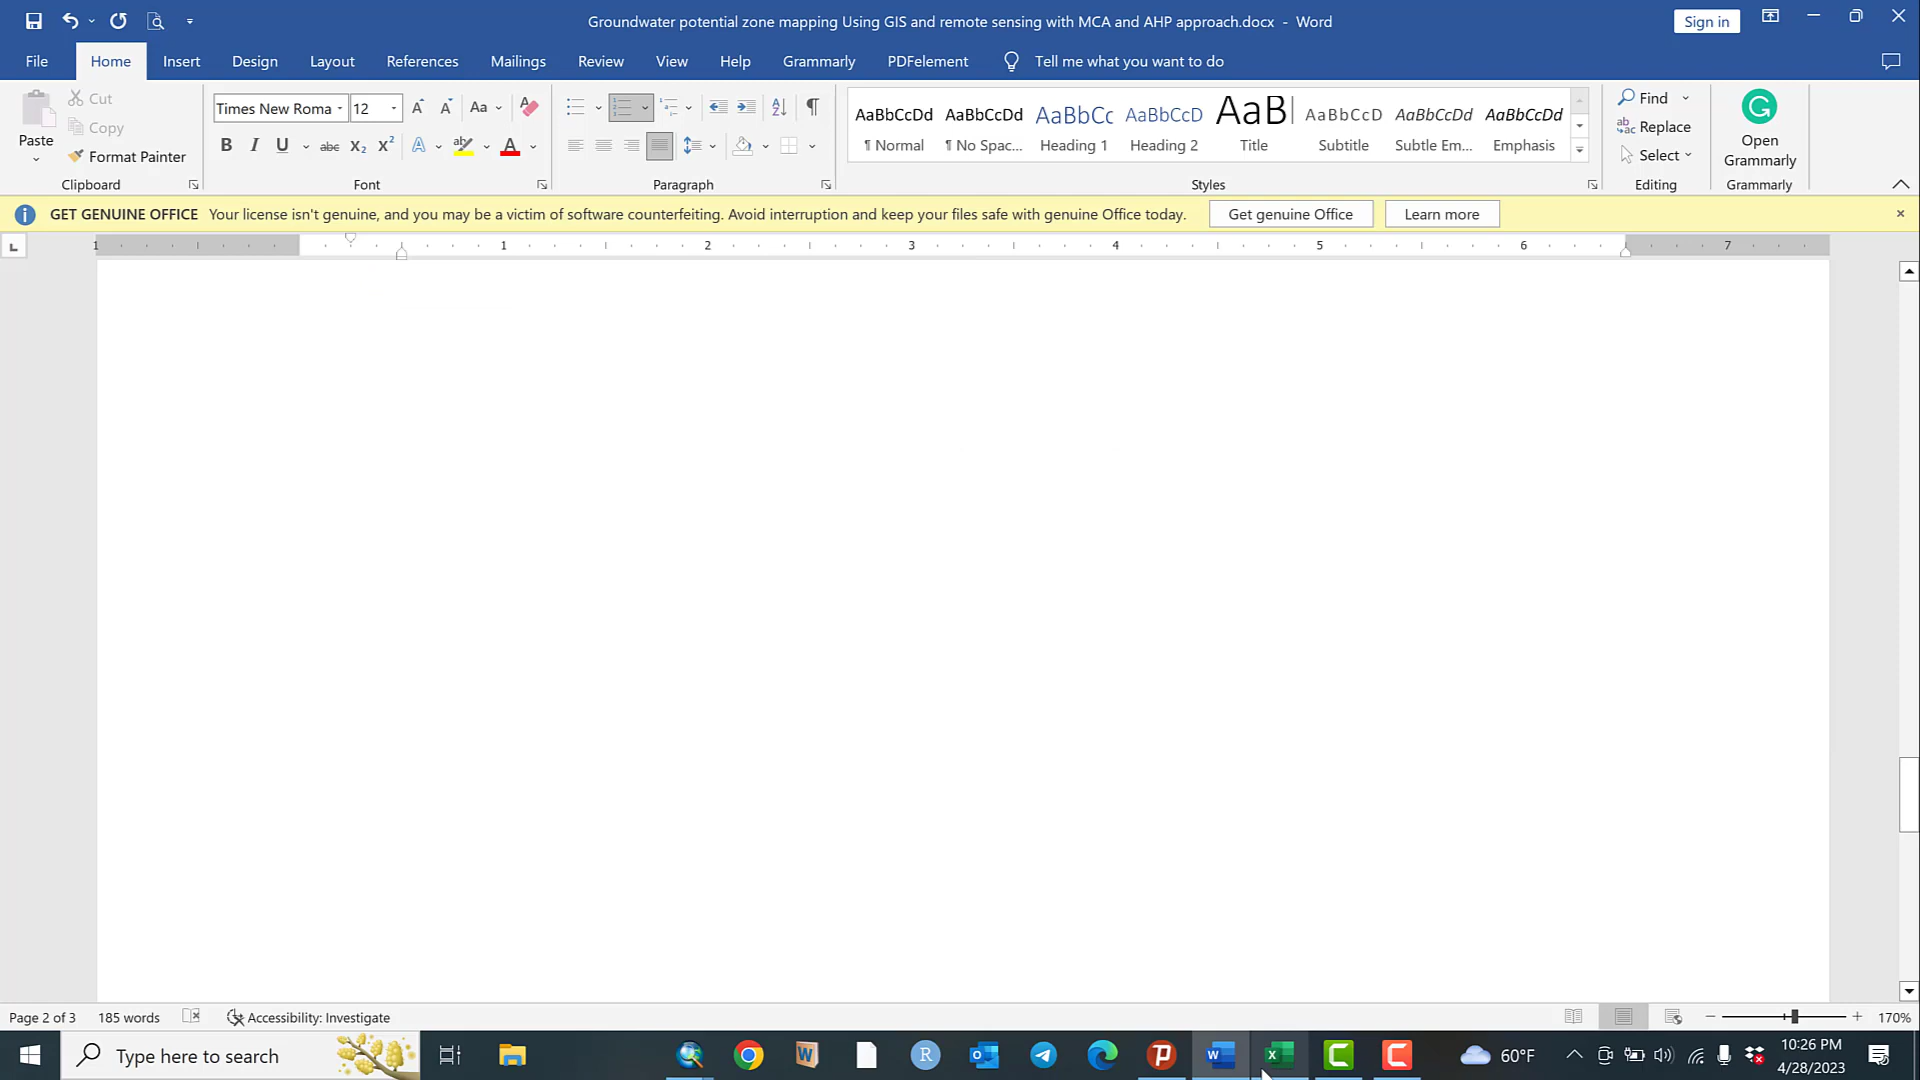 Groundwater potential zone mapping Using GIS and remote sensing with MCA and AHP approach.docx - Word
Sign in
File Home Insert Design Layout References Mailings Review View Help Grammarly PDFelement Tell me what you want to do
Paste
Cut
Copy
Format Painter
Clipboard
Times New Roma 12
Aa
B I U abc X₂ X²
Font
Paragraph
AaBbCcDd AaBbCcDd AaBbCc AaBbCcD AaB AaBbCcD AaBbCcDd AaBbCcDd
¶ Normal ¶ No Spac... Heading 1 Heading 2 Title Subtitle Subtle Em... Emphasis
Styles
Find
Replace
Select
Editing
Open Grammarly
Grammarly
GET GENUINE OFFICE Your license isn't genuine, and you may be a victim of software counterfeiting. Avoid interruption and keep your files safe with genuine Office today. Get genuine Office Learn more
1 1 2 3 4 5 6 7
Page 2 of 3 185 words Accessibility: Investigate 170%
Type here to search
60°F
10:26 PM
4/28/2023